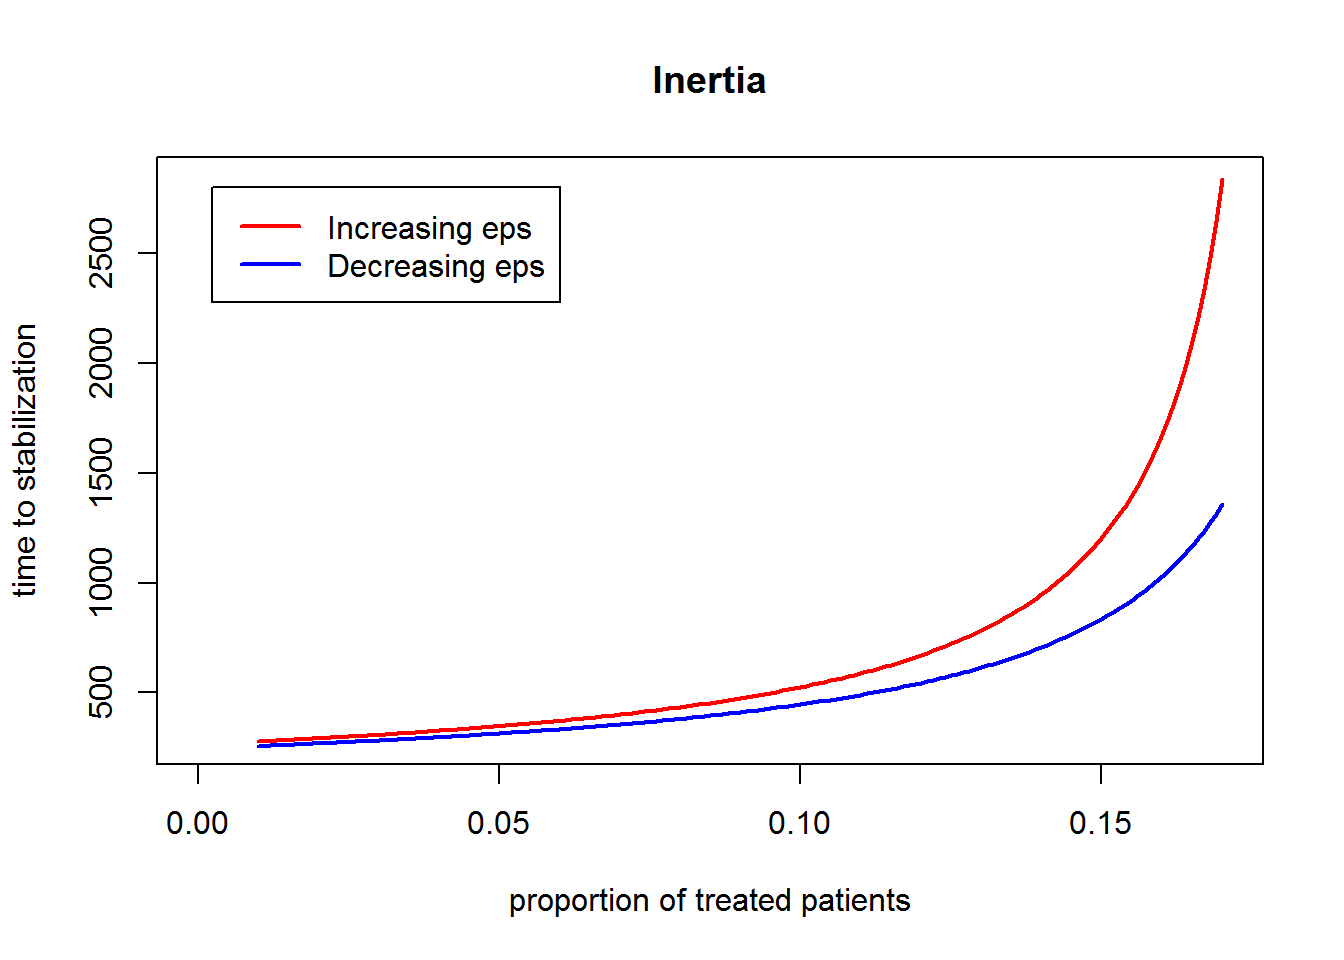 Inertia
Increasing eps
Decreasing eps
time to stabilization
2500
2000
1500
1000
500
0.00 0.05 0.10 0.15
proportion of treated patients